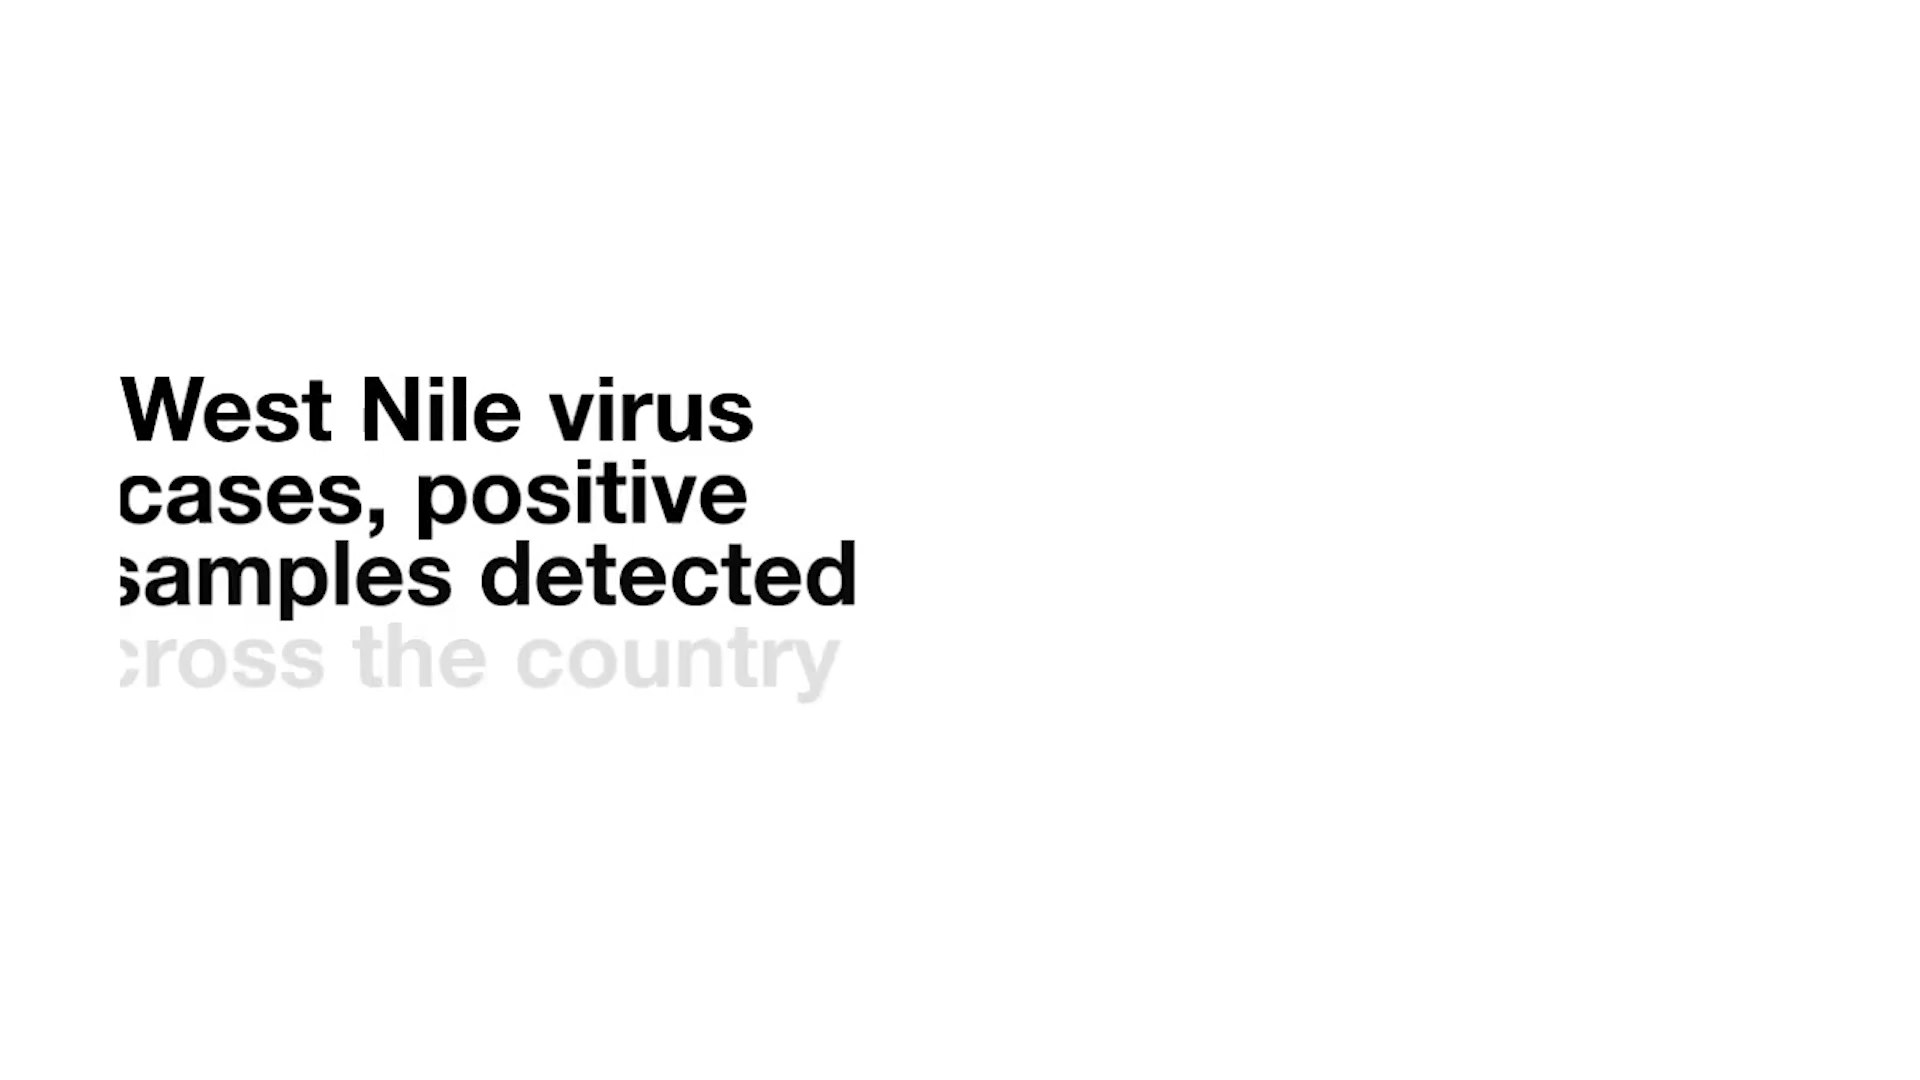 West Nile virus
cases, positive
samples detected
cross the country